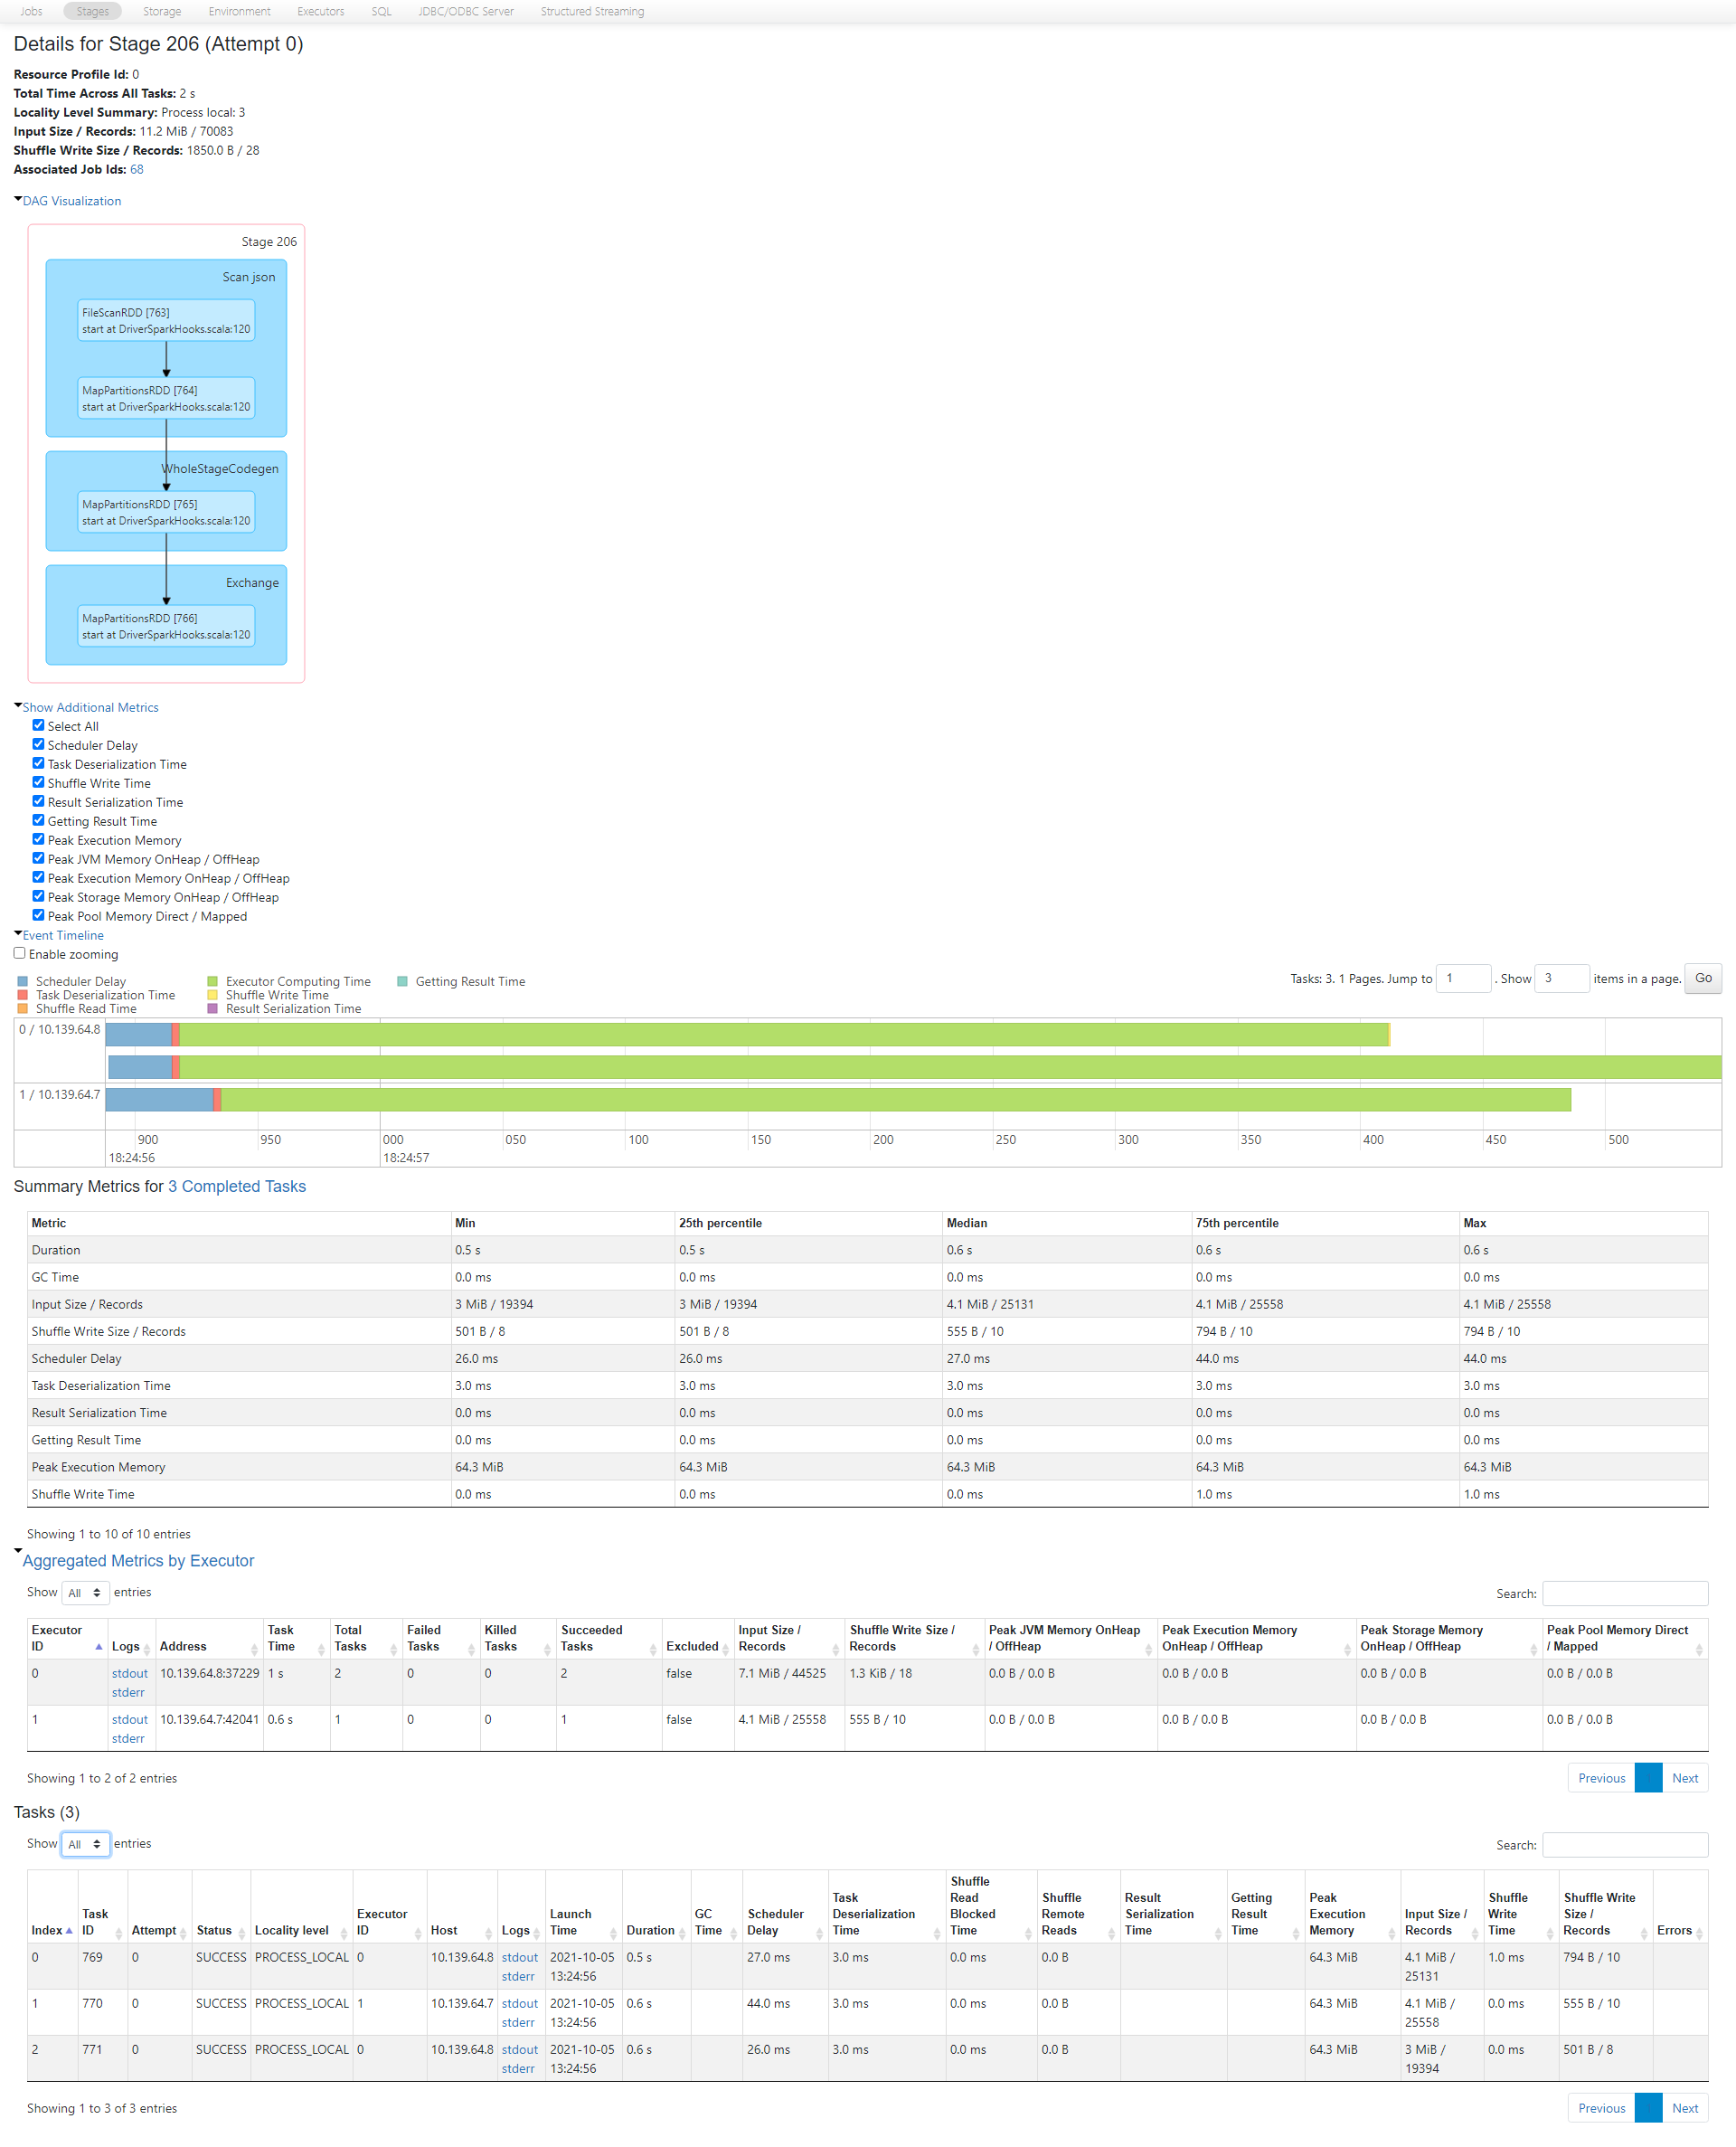 Jobs Stages Storage Environment Executors SQL JDBC/ODBC Server Structured Streaming
Details for Stage 206 (Attempt 0)
Resource Profile Id: 0
Total Time Across All Tasks: 2 s
Locality Level Summary: Process local: 3
Input Size / Records: 11.2 MiB / 70083
Shuffle Write Size / Records: 1850.0 B / 28
Associated Job Ids: 68
DAG Visualization
Stage 206
Scan json
FileScanRDD [763]
start at DriverSparkHooks.scala:120
MapPartitionsRDD [764]
start at DriverSparkHooks.scala:120
WholeStageCodegen
MapPartitionsRDD [765]
start at DriverSparkHooks.scala:120
Exchange
MapPartitionsRDD [766]
start at DriverSparkHooks.scala:120
Show Additional Metrics
Select All
Scheduler Delay
Task Deserialization Time
Shuffle Write Time
Result Serialization Time
Getting Result Time
Peak Execution Memory
Peak JVM Memory OnHeap / OffHeap
Peak Execution Memory OnHeap / OffHeap
Peak Storage Memory OnHeap / OffHeap
Peak Pool Memory Direct / Mapped
Event Timeline
Enable zooming
Tasks: 3. 1 Pages. Jump to 1 . Show 3 items in a page. Go
Scheduler Delay Executor Computing Time Getting Result Time
Task Deserialization Time Shuffle Write Time
Shuffle Read Time Result Serialization Time
0 / 10.139.64.8
1 / 10.139.64.7
900 950 000 050 100 150 200 250 300 350 400 450 500
18:24:56 18:24:57
Summary Metrics for 3 Completed Tasks
Metric Min 25th percentile Median 75th percentile Max
Duration 0.5 s 0.5 s 0.6 s 0.6 s 0.6 s
GC Time 0.0 ms 0.0 ms 0.0 ms 0.0 ms 0.0 ms
Input Size / Records 3 MiB / 19394 3 MiB / 19394 4.1 MiB / 25131 4.1 MiB / 25558 4.1 MiB / 25558
Shuffle Write Size / Records 501 B / 8 501 B / 8 555 B / 10 794 B / 10 794 B / 10
Scheduler Delay 26.0 ms 26.0 ms 27.0 ms 44.0 ms 44.0 ms
Task Deserialization Time 3.0 ms 3.0 ms 3.0 ms 3.0 ms 3.0 ms
Result Serialization Time 0.0 ms 0.0 ms 0.0 ms 0.0 ms 0.0 ms
Getting Result Time 0.0 ms 0.0 ms 0.0 ms 0.0 ms 0.0 ms
Peak Execution Memory 64.3 MiB 64.3 MiB 64.3 MiB 64.3 MiB 64.3 MiB
Shuffle Write Time 0.0 ms 0.0 ms 0.0 ms 1.0 ms 1.0 ms
Showing 1 to 10 of 10 entries
Aggregated Metrics by Executor
Show All entries Search:
Executor ID Logs Address Task Time Total Tasks Failed Tasks Killed Tasks Succeeded Tasks Excluded Input Size / Records Shuffle Write Size / Records Peak JVM Memory OnHeap / OffHeap Peak Execution Memory OnHeap / OffHeap Peak Storage Memory OnHeap / OffHeap Peak Pool Memory Direct / Mapped
0 stdout 10.139.64.8:37229 1 s 2 0 0 2 false 7.1 MiB / 44525 1.3 KiB / 18 0.0 B / 0.0 B 0.0 B / 0.0 B 0.0 B / 0.0 B 0.0 B / 0.0 B
stderr
1 stdout 10.139.64.7:42041 0.6 s 1 0 0 1 false 4.1 MiB / 25558 555 B / 10 0.0 B / 0.0 B 0.0 B / 0.0 B 0.0 B / 0.0 B 0.0 B / 0.0 B
stderr
Showing 1 to 2 of 2 entries Previous Next
Tasks (3)
Show All entries Search:
Index Task ID Attempt Status Locality level Executor ID Host Logs Launch Time Duration GC Time Scheduler Delay Task Deserialization Time Shuffle Read Blocked Time Shuffle Remote Reads Result Serialization Time Getting Result Time Peak Execution Memory Input Size / Records Shuffle Write Time Shuffle Write Size / Records Errors
0 769 0 SUCCESS PROCESS_LOCAL 0 10.139.64.8 stdout 2021-10-05 0.5 s 27.0 ms 3.0 ms 0.0 ms 0.0 B 64.3 MiB 4.1 MiB / 1.0 ms 794 B / 10
stderr 13:24:56 25131
1 770 0 SUCCESS PROCESS_LOCAL 1 10.139.64.7 stdout 2021-10-05 0.6 s 44.0 ms 3.0 ms 0.0 ms 0.0 B 64.3 MiB 4.1 MiB / 0.0 ms 555 B / 10
stderr 13:24:56 25558
2 771 0 SUCCESS PROCESS_LOCAL 0 10.139.64.8 stdout 2021-10-05 0.6 s 26.0 ms 3.0 ms 0.0 ms 0.0 B 64.3 MiB 3 MiB / 0.0 ms 501 B / 8
stderr 13:24:56 19394
Showing 1 to 3 of 3 entries Previous Next